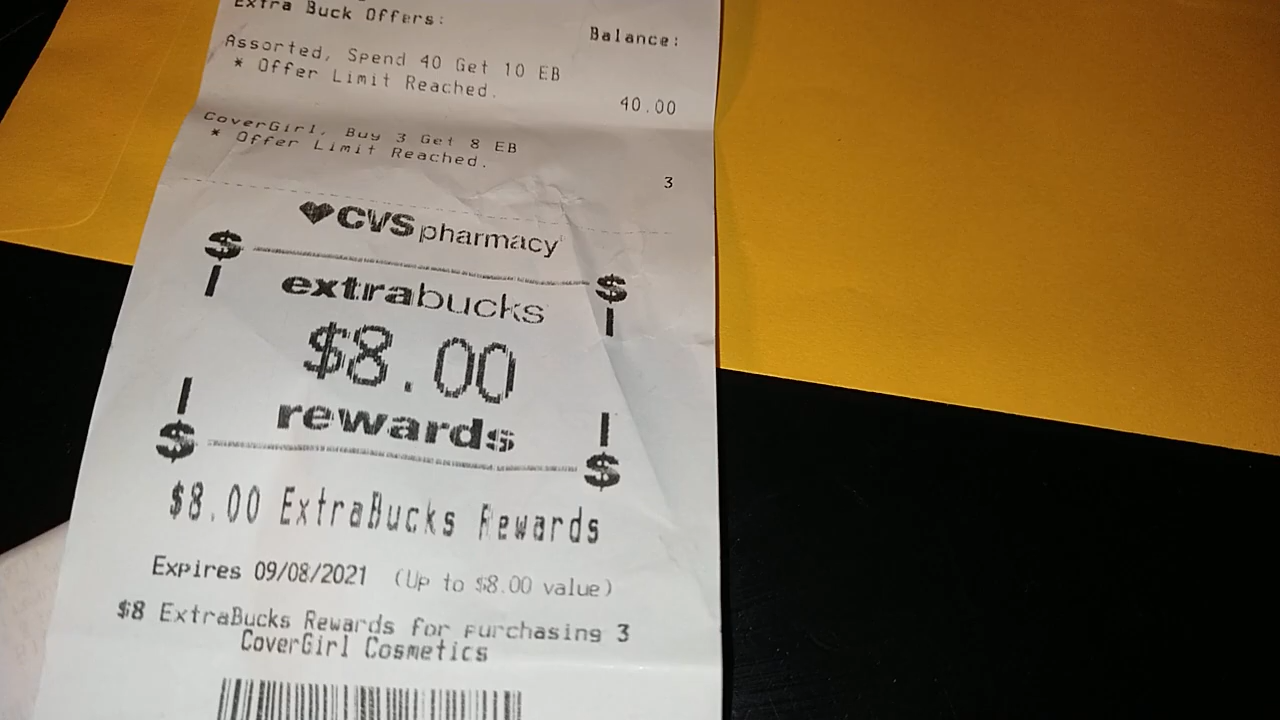 Extra Buck Offers: Balance:
Assorted, Spend 40 Get 10 EB
* Offer Limit Reached.
40.00
CoverGirl, Buy 3 Get 8 EB
* Offer Limit Reached.
3
CVS pharmacy
$ $
extrabucks
$8.00
rewards
$ $
$8.00 ExtraBucks Rewards
Expires 09/08/2021 (Up to $8.00 value)
$8 ExtraBucks Rewards for purchasing 3
CoverGirl Cosmetics